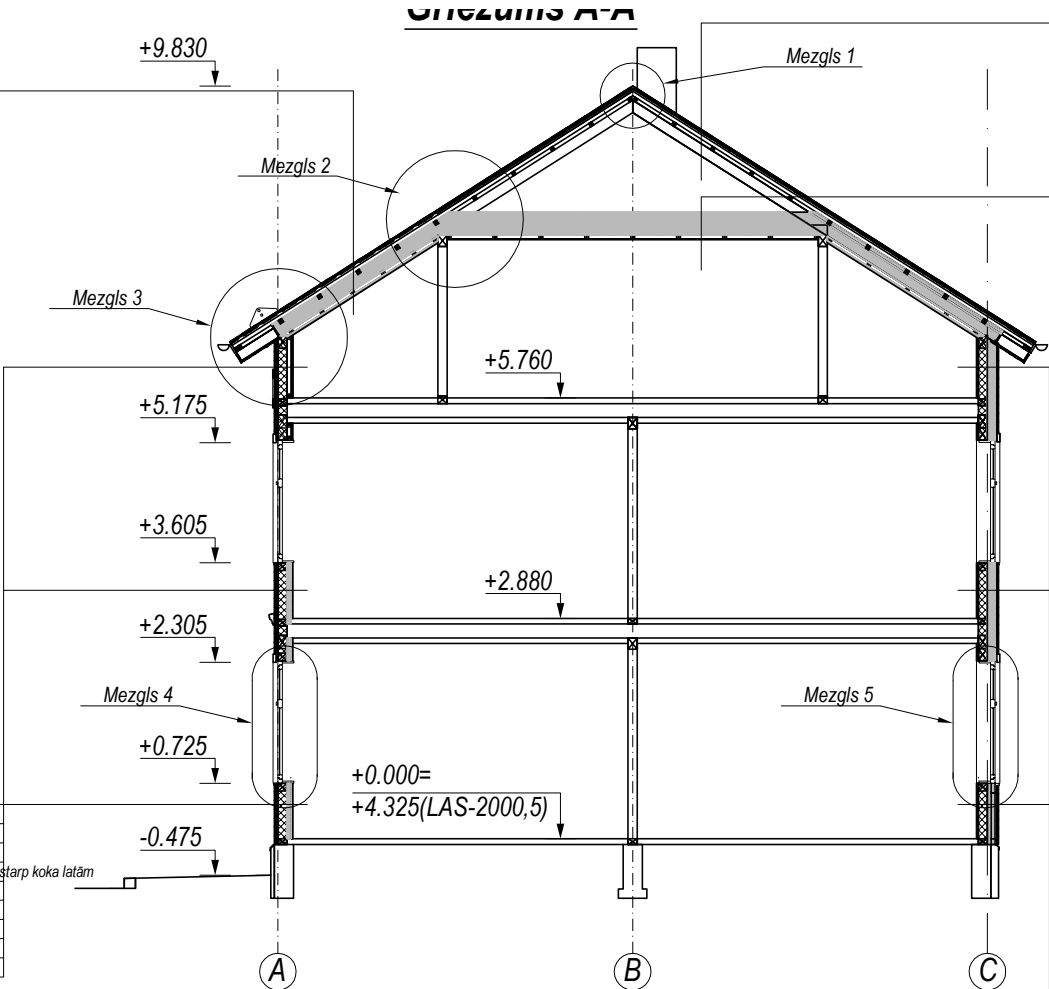 Griezums A-A
+9.830
Mezgls 1
Mezgls 2
Mezgls 3
+5.760
+5.175
+3.605
+2.880
+2.305
Mezgls 4
Mezgls 5
+0.725
+0.000=
+4.325(LAS-2000,5)
-0.475
starp koka latām
A
B
C